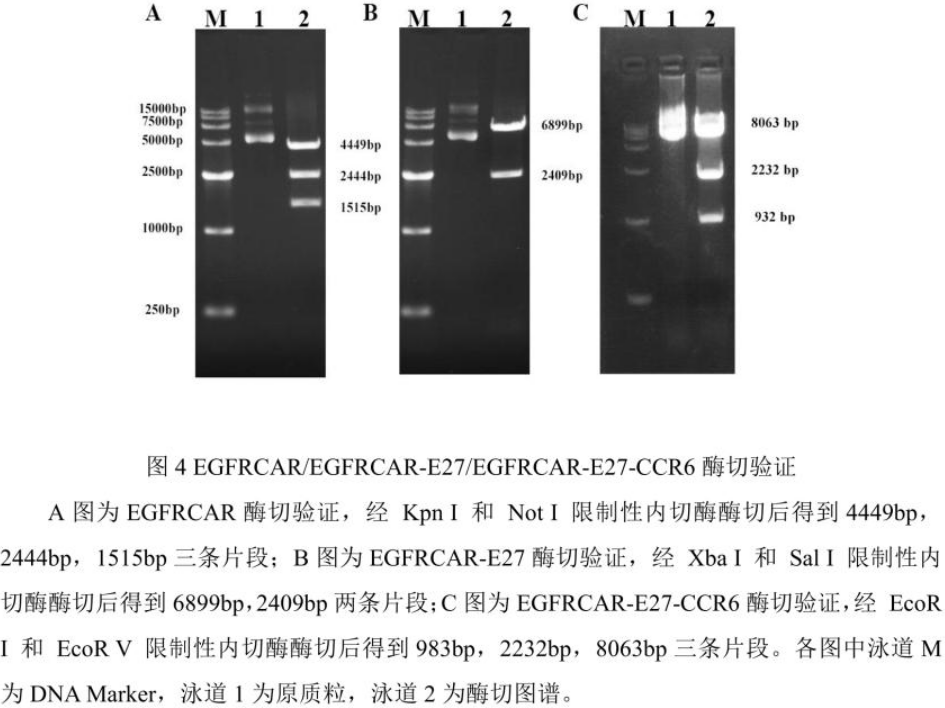 A
M 1 2
15000bp
7500bp
5000bp
2500bp
1000bp
250bp
4449bp
2444bp
1515bp
B
M 1 2
6899bp
2409bp
C
M 1 2
8063 bp
2232 bp
932 bp
图 4 EGFRCAR/EGFRCAR-E27/EGFRCAR-E27-CCR6 酶切验证
A 图为 EGFRCAR 酶切验证，经 Kpn I 和 Not I 限制性内切酶酶切后得到 4449bp，
2444bp，1515bp 三条片段；B 图为 EGFRCAR-E27 酶切验证，经 Xba I 和 Sal I 限制性内
切酶酶切后得到 6899bp，2409bp 两条片段；C 图为 EGFRCAR-E27-CCR6 酶切验证，经 EcoR
I 和 EcoR V 限制性内切酶酶切后得到 983bp，2232bp，8063bp 三条片段。各图中泳道 M
为 DNA Marker，泳道 1 为原质粒，泳道 2 为酶切图谱。